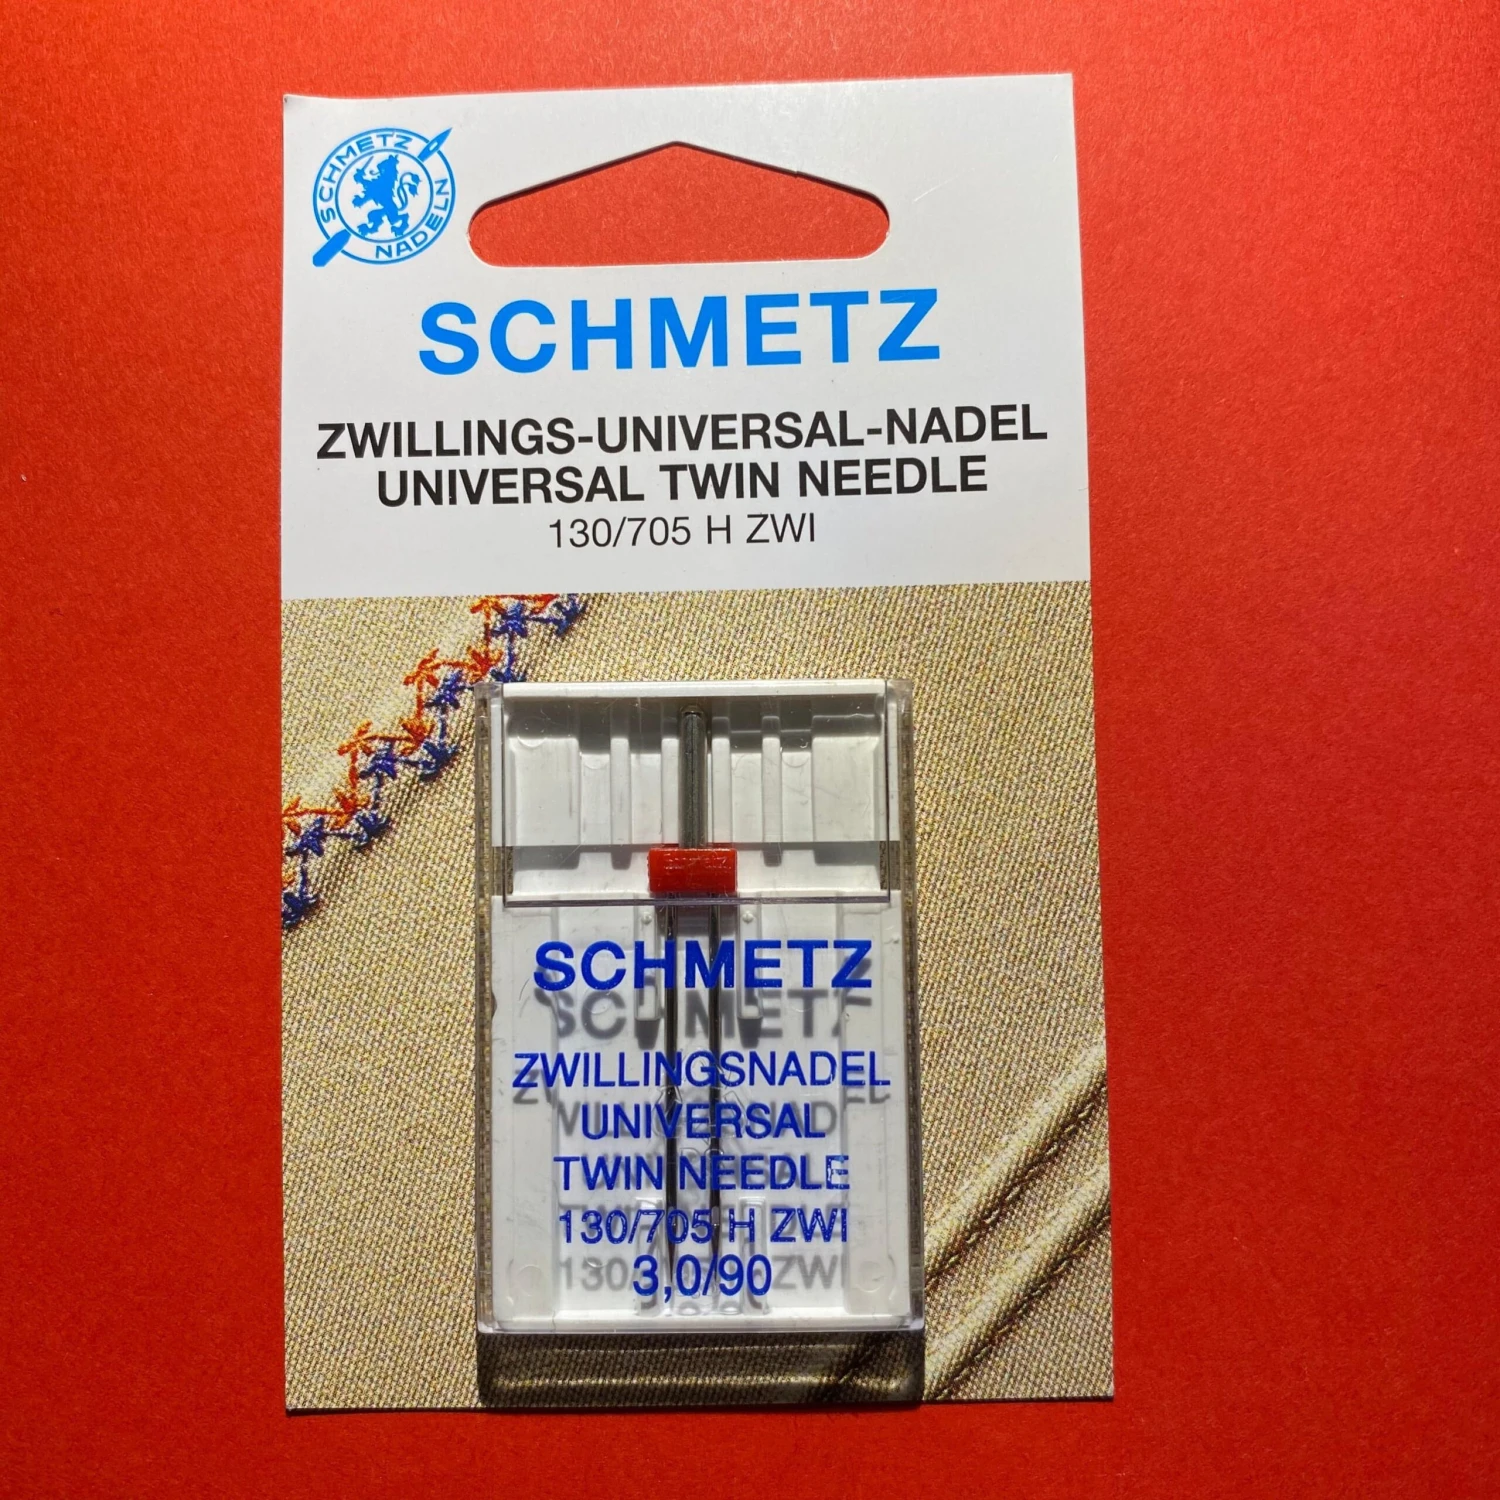 SCHMETZ
NADELN
SCHMETZ
ZWILLINGS-UNIVERSAL-NADEL
UNIVERSAL TWIN NEEDLE
130/705 H ZWI
SCHMETZ
SCHMETZ
ZWILLINGSNADEL
UNIVERSAL
TWIN NEEDLE
130/705 H ZWI
3,0/90